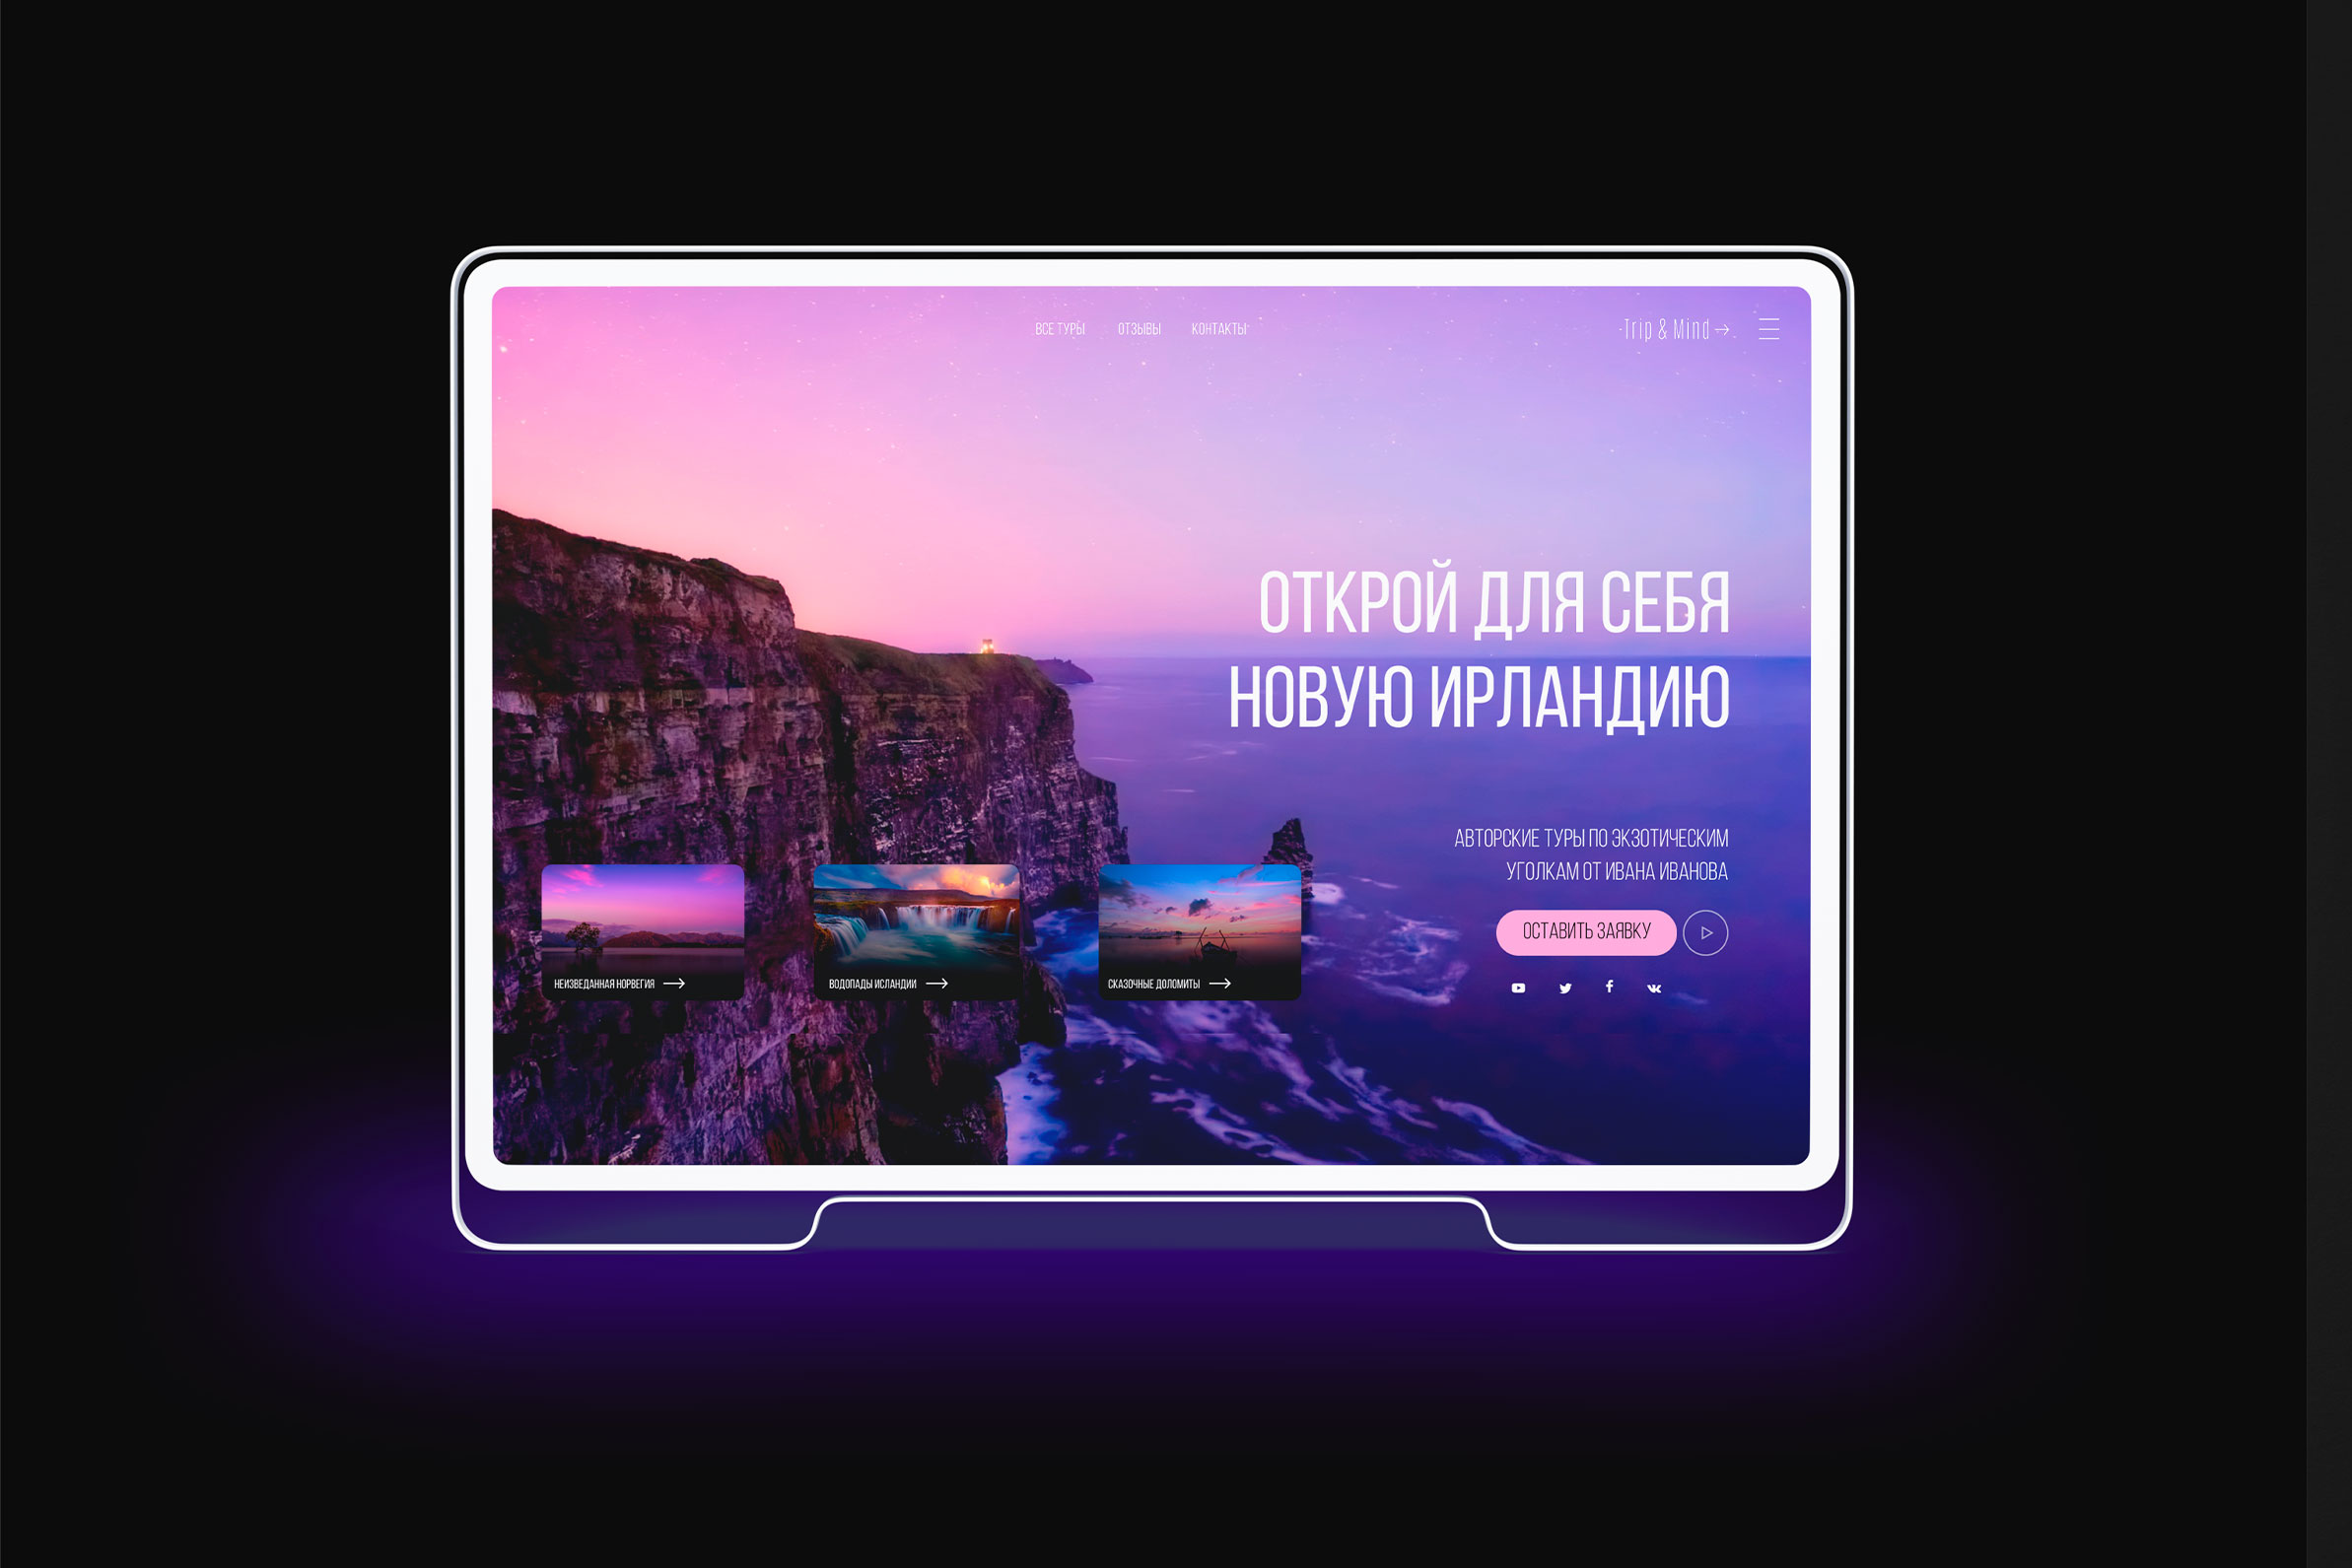 ВСЕ ТУРЫ ОТЗЫВЫ КОНТАКТЫ Trip & Mind
ОТКРОЙ ДЛЯ СЕБЯ
НОВУЮ ИРЛАНДИЮ
АВТОРСКИЕ ТУРЫ ПО ЭКЗОТИЧЕСКИМ
УГОЛКАМ ОТ ИВАНА ИВАНОВА
ОСТАВИТЬ ЗАЯВКУ
НЕИЗВЕДАННАЯ НОРВЕГИЯ
ВОДОПАДЫ ИСЛАНДИИ
СКАЗОЧНЫЕ ДОЛОМИТЫ